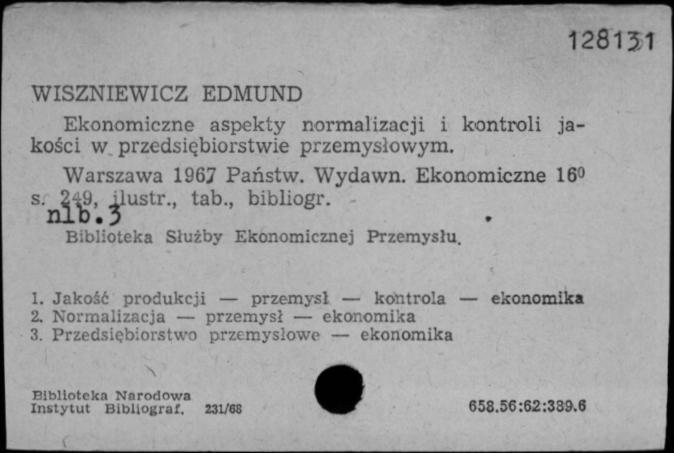 128131
WISZNIEWICZ EDMUND
Ekonomiczne aspekty normalizacji i kontroli ja-
kości w przedsiębiorstwie przemysłowym.
Warszawa 1967 Państw. Wydawn. Ekonomiczne 16⁰
s. 249, ilustr., tab., bibliogr.
nlb.3
Biblioteka Służby Ekonomicznej Przemysłu.
1. Jakość produkcji — przemysł — kontrola — ekonomika
2. Normalizacja — przemysł — ekonomika
3. Przedsiębiorstwo przemysłowe — ekonomika
Biblioteka Narodowa
Instytut Bibliograf. 231/68
658.56:62:389.6